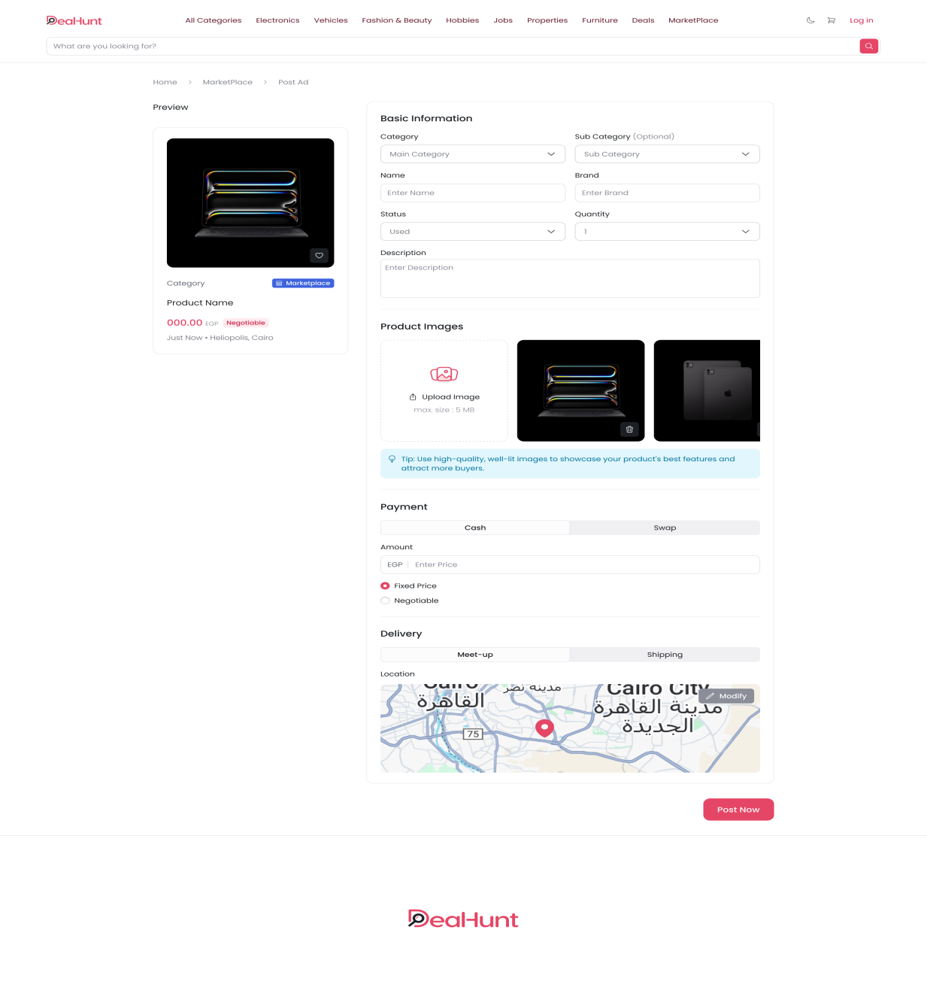 DealHunt
All Categories Electronics Vehicles Fashion & Beauty Hobbies Jobs Properties Furniture Deals MarketPlace
Log in
What are you looking for?
Home > MarketPlace > Post Ad
Preview
Category
Marketplace
Product Name
000.00 EGP Negotiable
Just Now • Heliopolis, Cairo
Basic Information
Category
Sub Category (Optional)
Main Category
Sub Category
Name
Brand
Enter Name
Enter Brand
Status
Quantity
Used
1
Description
Enter Description
Product Images
Upload Image
max. size : 5 MB
Tip: Use high-quality, well-lit images to showcase your product's best features and
attract more buyers.
Payment
Cash
Swap
Amount
EGP
Enter Price
Fixed Price
Negotiable
Delivery
Meet-up
Shipping
Location
Cairo
القاهرة
مدينة نصر
Cairo City
مدينة القاهرة
الجديدة
75
Modify
Post Now
DealHunt